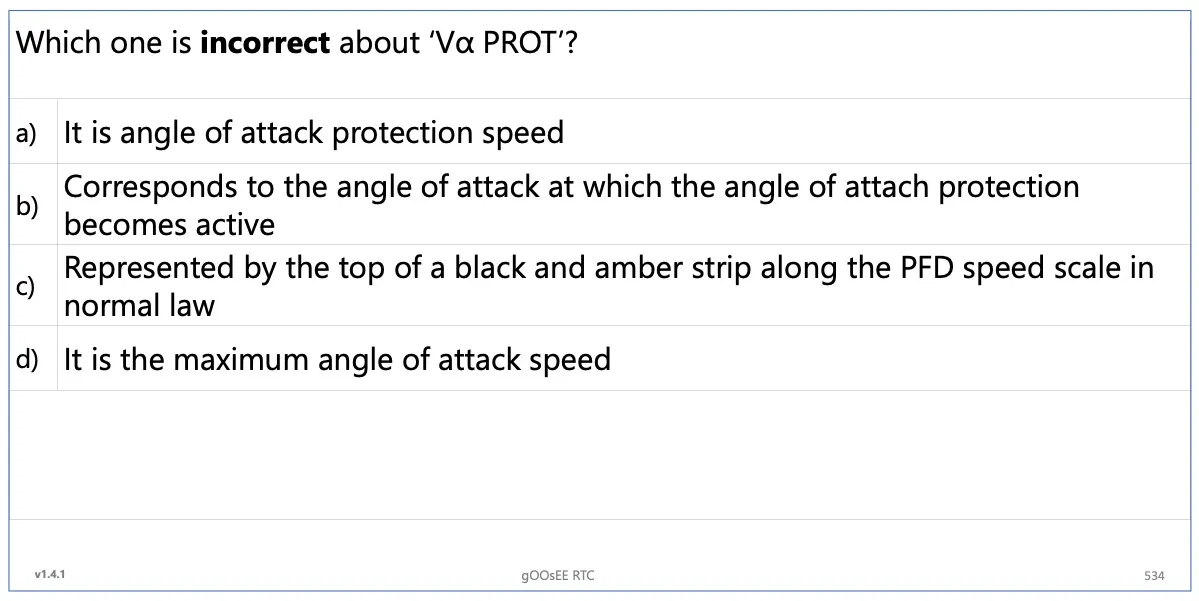 Which one is incorrect about ‘Vα PROT’?
a) It is angle of attack protection speed
b) Corresponds to the angle of attack at which the angle of attach protection
becomes active
c) Represented by the top of a black and amber strip along the PFD speed scale in
normal law
d) It is the maximum angle of attack speed
v1.4.1 gOOsEE RTC 534